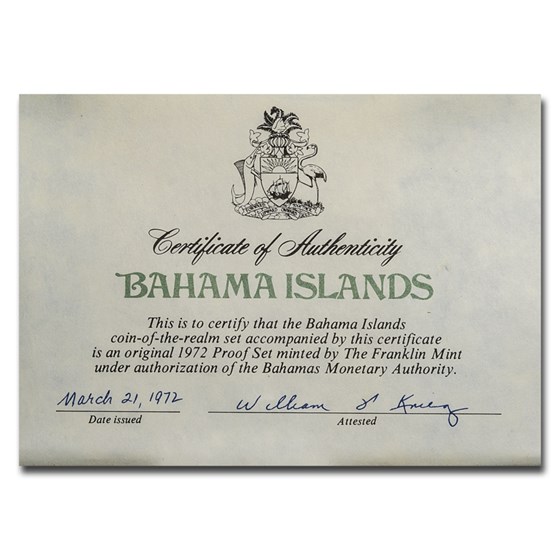 Certificate of Authenticity
BAHAMA ISLANDS
This is to certify that the Bahama Islands
coin-of-the-realm set accompanied by this certificate
is an original 1972 Proof Set minted by The Franklin Mint
under authorization of the Bahamas Monetary Authority.
March 21, 1972 William
Date issued Attested